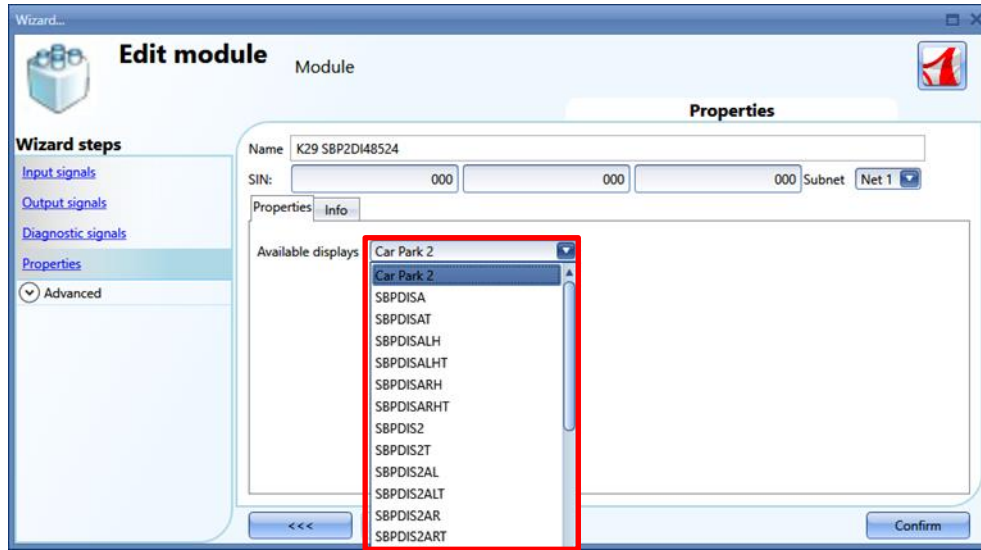 Wizard...
Edit module
Module
Properties
Wizard steps
Input signals
Output signals
Diagnostic signals
Properties
Advanced
Name K29 SBP2DI48524
SIN: 000 000 000 Subnet Net 1
Properties Info
Available displays Car Park 2
Car Park 2
SBPDISA
SBPDISAT
SBPDISALH
SBPDISALHT
SBPDISARH
SBPDISARHT
SBPDIS2
SBPDIS2T
SBPDIS2AL
SBPDIS2ALT
SBPDIS2AR
SBPDIS2ART
<<< Confirm